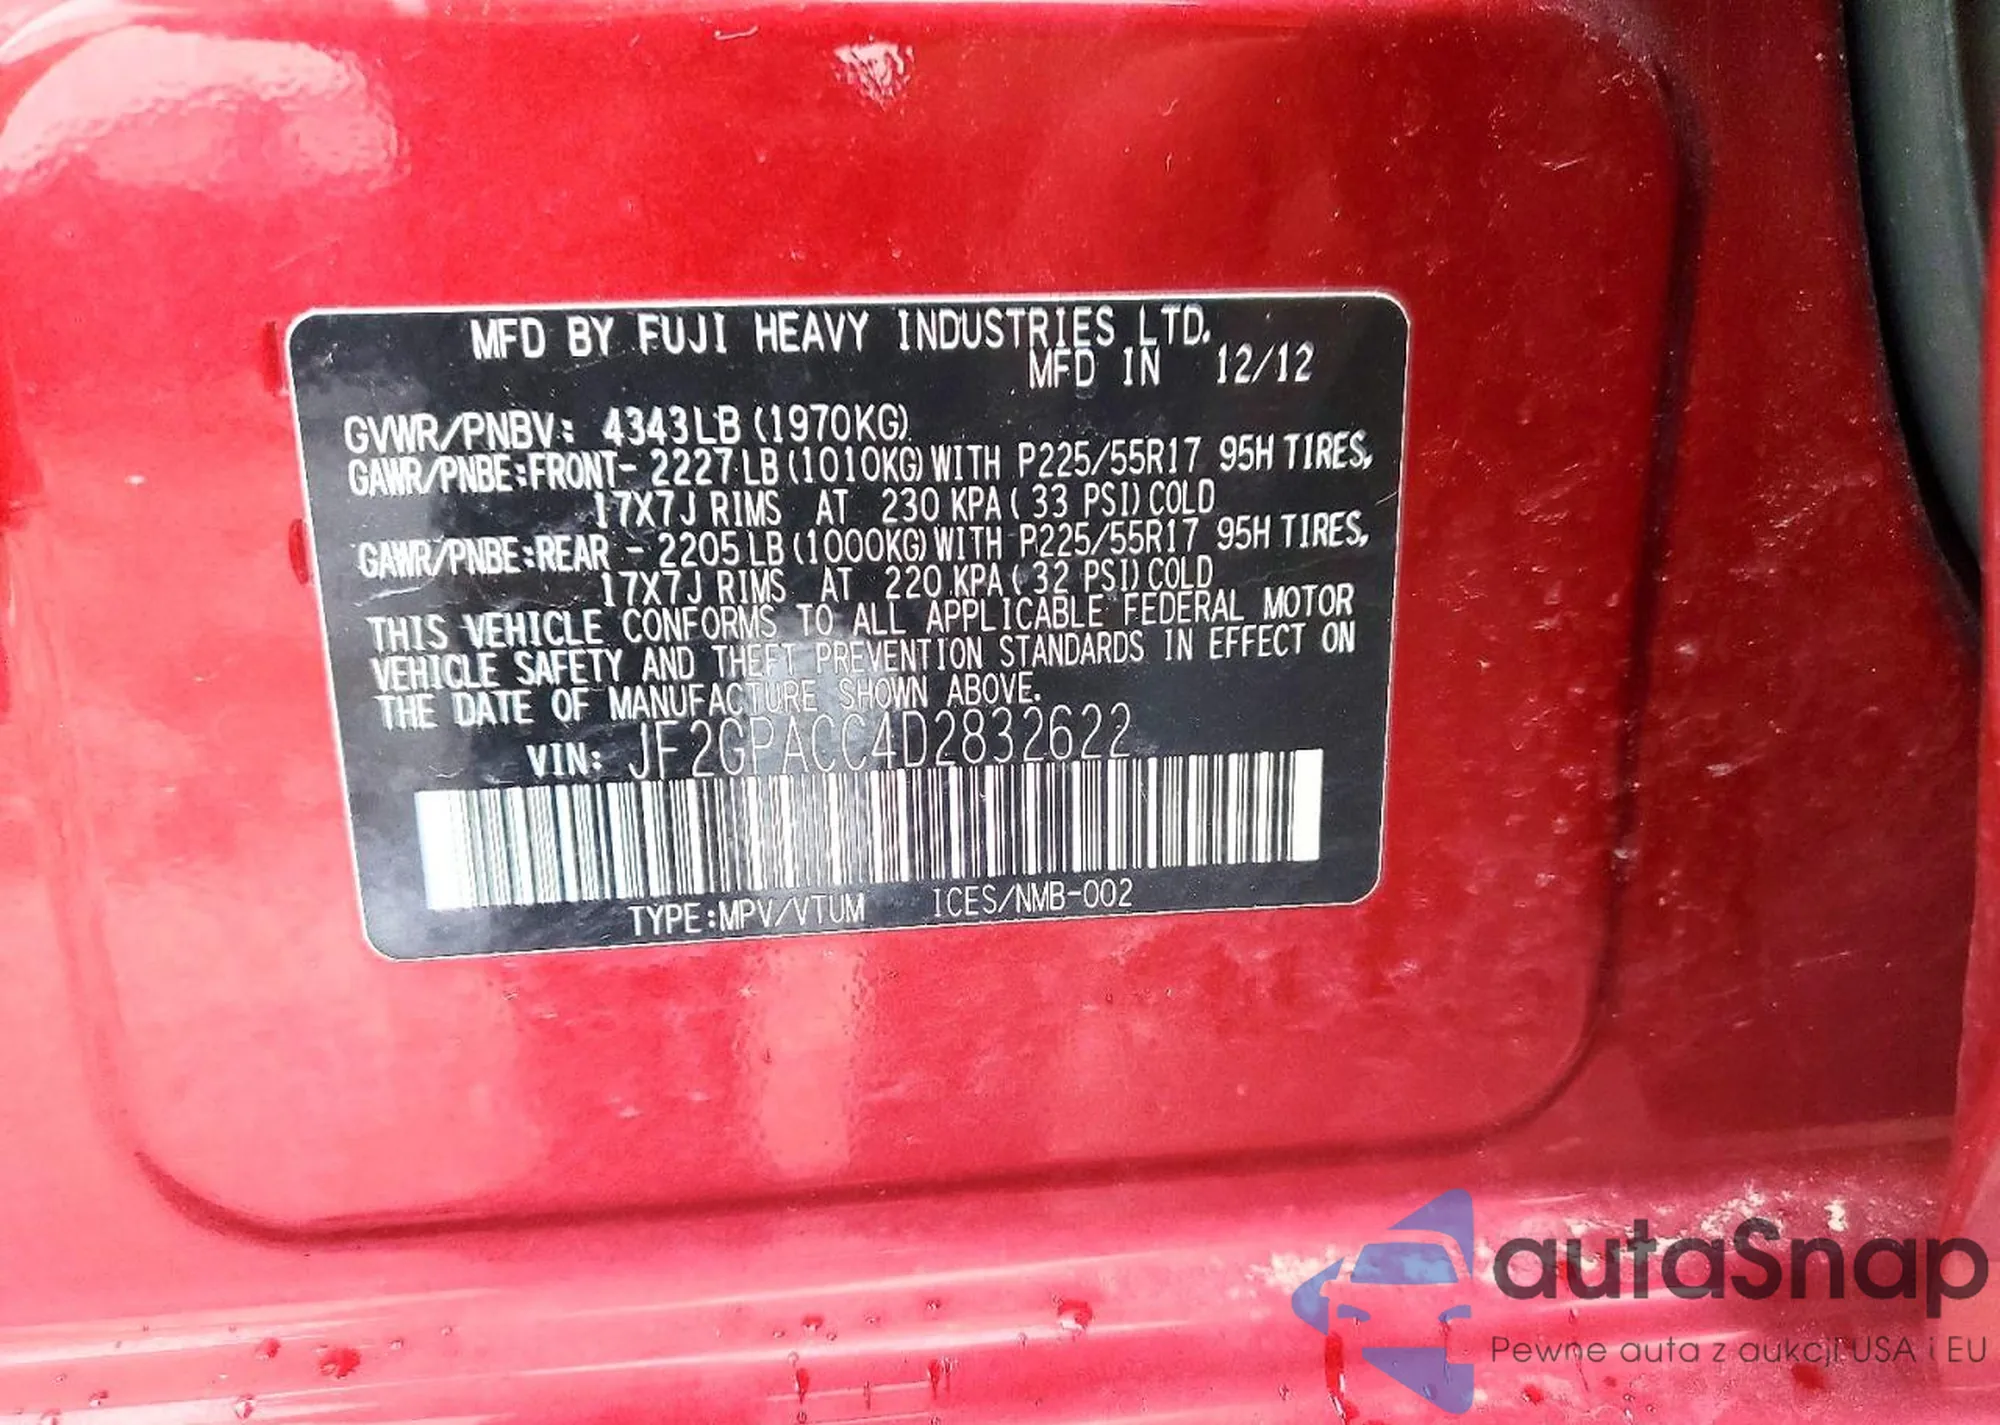 MFD BY FUJI HEAVY INDUSTRIES LTD.
MFD IN 12/12
GVWR/PNBV: 4343LB (1970KG)
GAWR/PNBE:FRONT- 2227 LB (1010KG) WITH P225/55R17 95H TIRES,
17X7J RIMS AT 230 KPA ( 33 PSI) COLD
GAWR/PNBE:REAR - 2205 LB (1000KG) WITH P225/55R17 95H TIRES,
17X7J RIMS AT 220 KPA ( 32 PSI) COLD
THIS VEHICLE CONFORMS TO ALL APPLICABLE FEDERAL MOTOR
VEHICLE SAFETY AND THEFT PREVENTION STANDARDS IN EFFECT ON
THE DATE OF MANUFACTURE SHOWN ABOVE.
VIN: JF2GPACC4D2832622
TYPE:MPV/VTUM ICES/NMB-002
autaSnap
Pewne auta z aukcji USA i EU